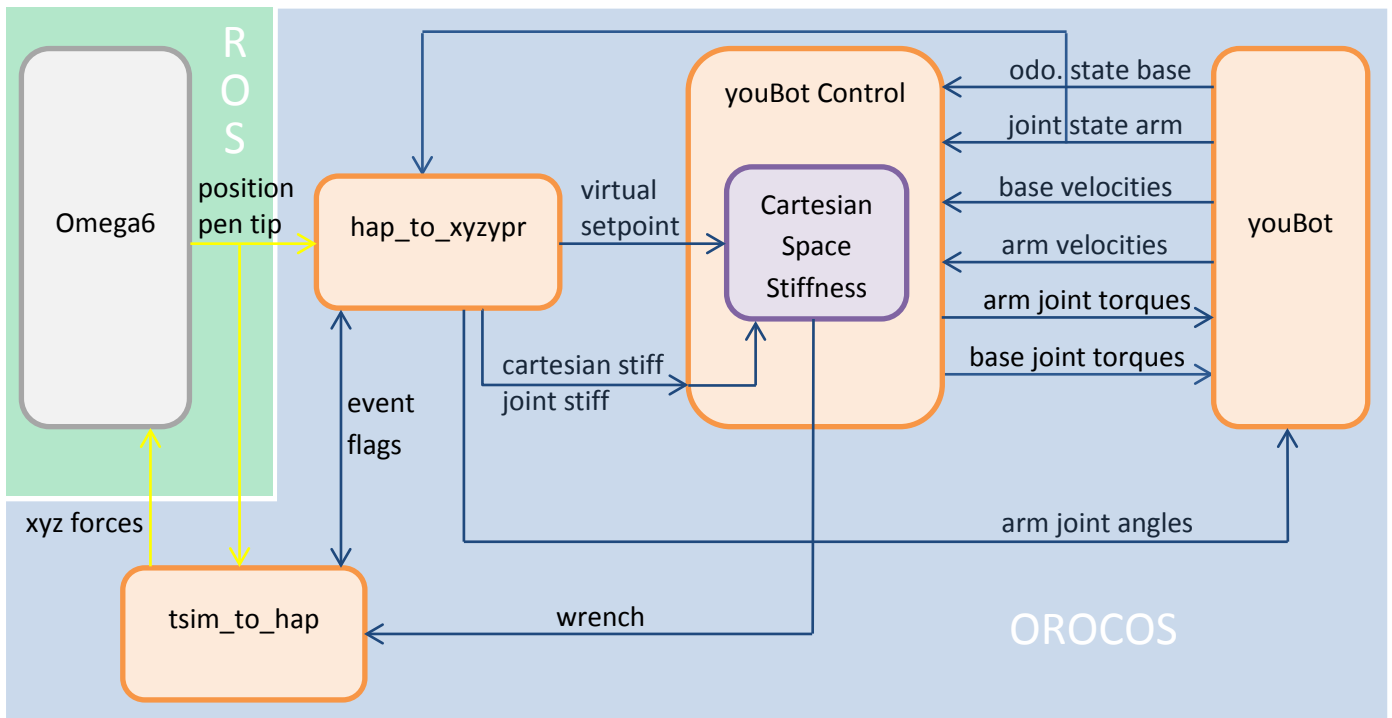 R
O
S
Omega6
position
pen tip
hap_to_xyzypr
virtual
setpoint
youBot Control
Cartesian
Space
Stiffness
odo. state base
joint state arm
base velocities
arm velocities
arm joint torques
base joint torques
youBot
cartesian stiff
joint stiff
event
flags
xyz forces
arm joint angles
tsim_to_hap
wrench
OROCOS